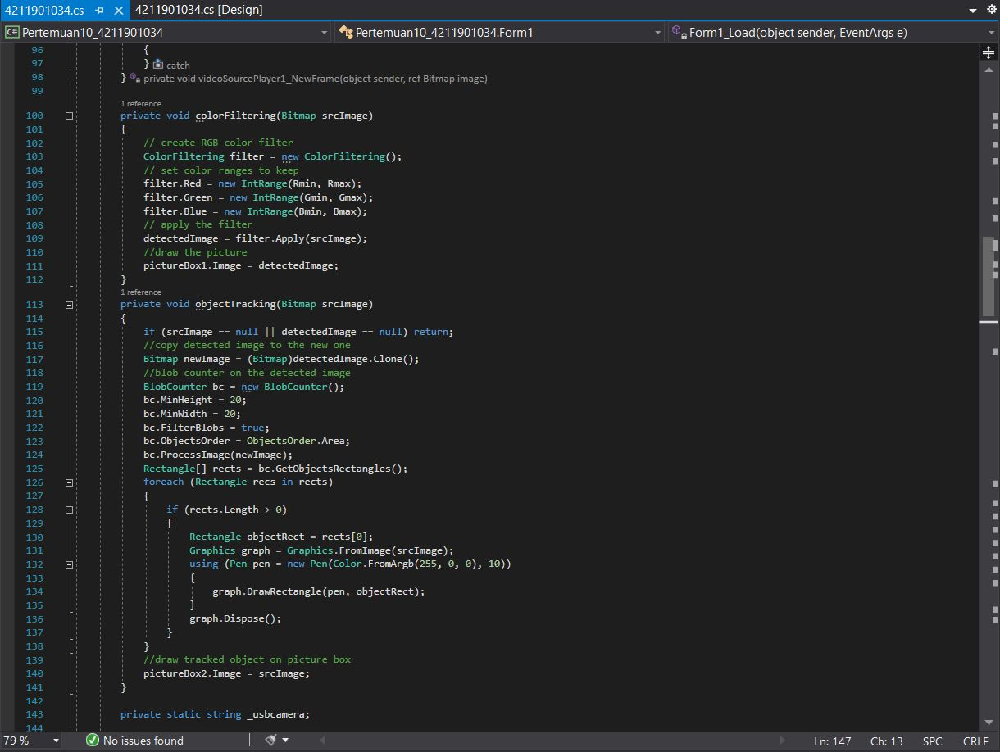 4211901034.cs 4211901034.cs [Design]
C# Pertemuan10_4211901034 Pertemuan10_4211901034.Form1 Form1_Load(object sender, EventArgs e)
96 {
97 } catch
98 } private void videoSourcePlayer1_NewFrame(object sender, ref Bitmap image)
99
1 reference
100 private void colorFiltering(Bitmap srcImage)
101 {
102 // create RGB color filter
103 ColorFiltering filter = new ColorFiltering();
104 // set color ranges to keep
105 filter.Red = new IntRange(Rmin, Rmax);
106 filter.Green = new IntRange(Gmin, Gmax);
107 filter.Blue = new IntRange(Bmin, Bmax);
108 // apply the filter
109 detectedImage = filter.Apply(srcImage);
110 //draw the picture
111 pictureBox1.Image = detectedImage;
112 }
1 reference
113 private void objectTracking(Bitmap srcImage)
114 {
115 if (srcImage == null || detectedImage == null) return;
116 //copy detected image to the new one
117 Bitmap newImage = (Bitmap)detectedImage.Clone();
118 //blob counter on the detected image
119 BlobCounter bc = new BlobCounter();
120 bc.MinHeight = 20;
121 bc.MinWidth = 20;
122 bc.FilterBlobs = true;
123 bc.ObjectsOrder = ObjectsOrder.Area;
124 bc.ProcessImage(newImage);
125 Rectangle[] rects = bc.GetObjectsRectangles();
126 foreach (Rectangle recs in rects)
127 {
128 if (rects.Length > 0)
129 {
130 Rectangle objectRect = rects[0];
131 Graphics graph = Graphics.FromImage(srcImage);
132 using (Pen pen = new Pen(Color.FromArgb(255, 0, 0), 10))
133 {
134 graph.DrawRectangle(pen, objectRect);
135 }
136 graph.Dispose();
137 }
138 }
139 //draw tracked object on picture box
140 pictureBox2.Image = srcImage;
141 }
142
143 private static string _usbcamera;
144
79 % No issues found Ln: 147 Ch: 13 SPC CRLF